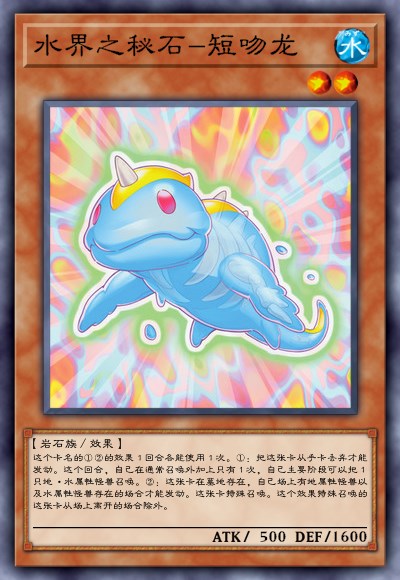 水界之秘石-短吻龙
水
【岩石族／效果】
这个卡名的①②的效果1回合各能使用1次。①：把这张卡从手卡丢弃才能
发动。这个回合，自己在通常召唤外加上只有1次，自己主要阶段可以把1
只地·水属性怪兽召唤。②：这张卡在墓地存在，自己场上有地属性怪兽以
及水属性怪兽存在的场合才能发动。这张卡特殊召唤。这个效果特殊召唤的
这张卡从场上离开的场合除外。
ATK/ 500 DEF/1600